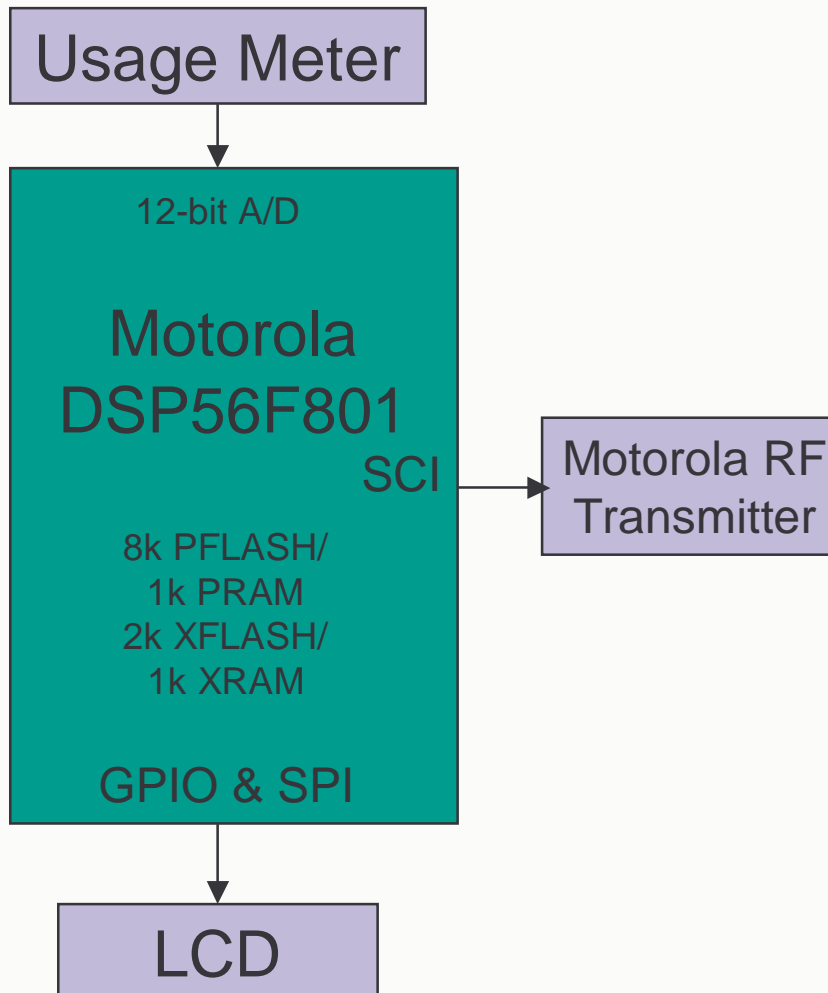 Usage Meter
12-bit A/D
Motorola
DSP56F801
SCI
Motorola RF
Transmitter
8k PFLASH/
1k PRAM
2k XFLASH/
1k XRAM
GPIO & SPI
LCD